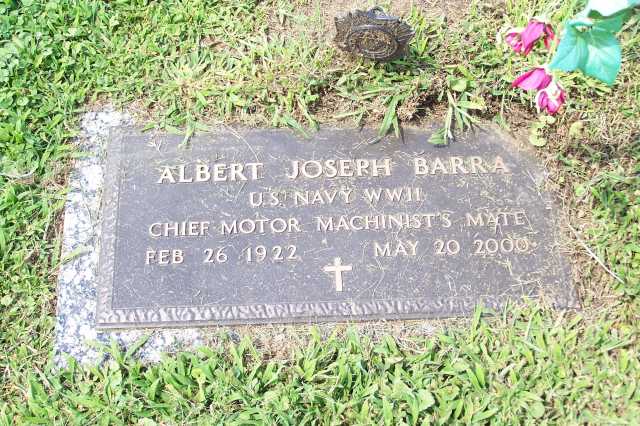 ALBERT JOSEPH BARRA
U.S. NAVY WWII
CHIEF MOTOR MACHINIST'S MATE
FEB 26 1922 MAY 20 2000